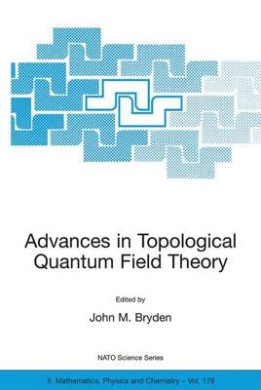 Advances in Topological
Quantum Field Theory
Edited by
John M. Bryden
NATO Science Series
II. Mathematics, Physics and Chemistry – Vol. 179